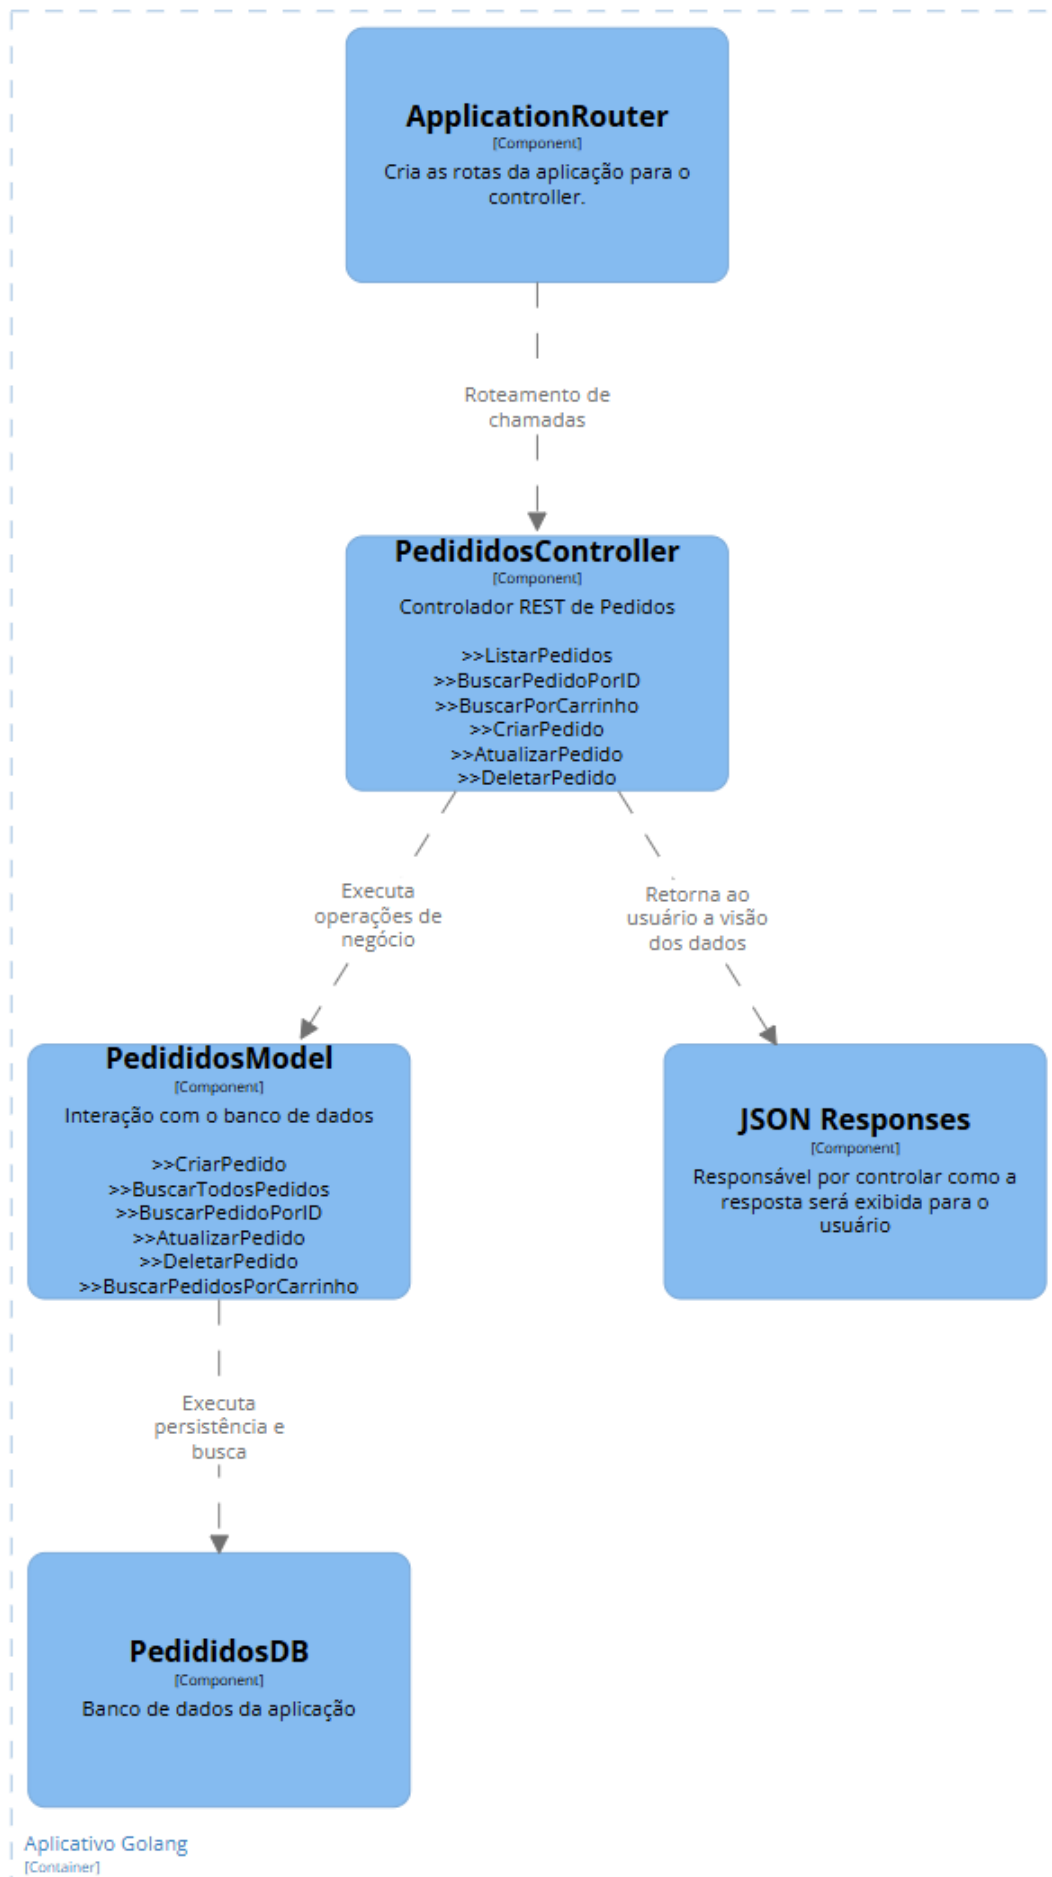 ApplicationRouter
[Component]
Cria as rotas da aplicação para o
controller.
Roteamento de
chamadas
PedididosController
[Component]
Controlador REST de Pedidos
>>ListarPedidos
>>BuscarPedidoPorID
>>BuscarPorCarrinho
>>CriarPedido
>>AtualizarPedido
>>DeletarPedido
Executa
operações de
negócio
Retorna ao
usuário a visão
dos dados
PedididosModel
[Component]
Interação com o banco de dados
>>CriarPedido
>>BuscarTodosPedidos
>>BuscarPedidoPorID
>>AtualizarPedido
>>DeletarPedido
>>BuscarPedidosPorCarrinho
JSON Responses
[Component]
Responsável por controlar como a
resposta será exibida para o
usuário
Executa
persistência e
busca
PedididosDB
[Component]
Banco de dados da aplicação
Aplicativo Golang
[Container]